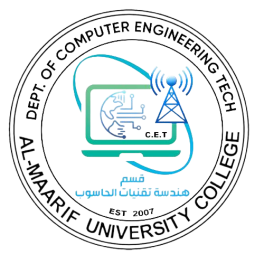 DEPT. OF COMPUTER ENGINEERING TECH
C.E.T
قسم
هندسة تقنيات الحاسوب
EST 2007
AL-MAARIF UNIVERSITY COLLEGE